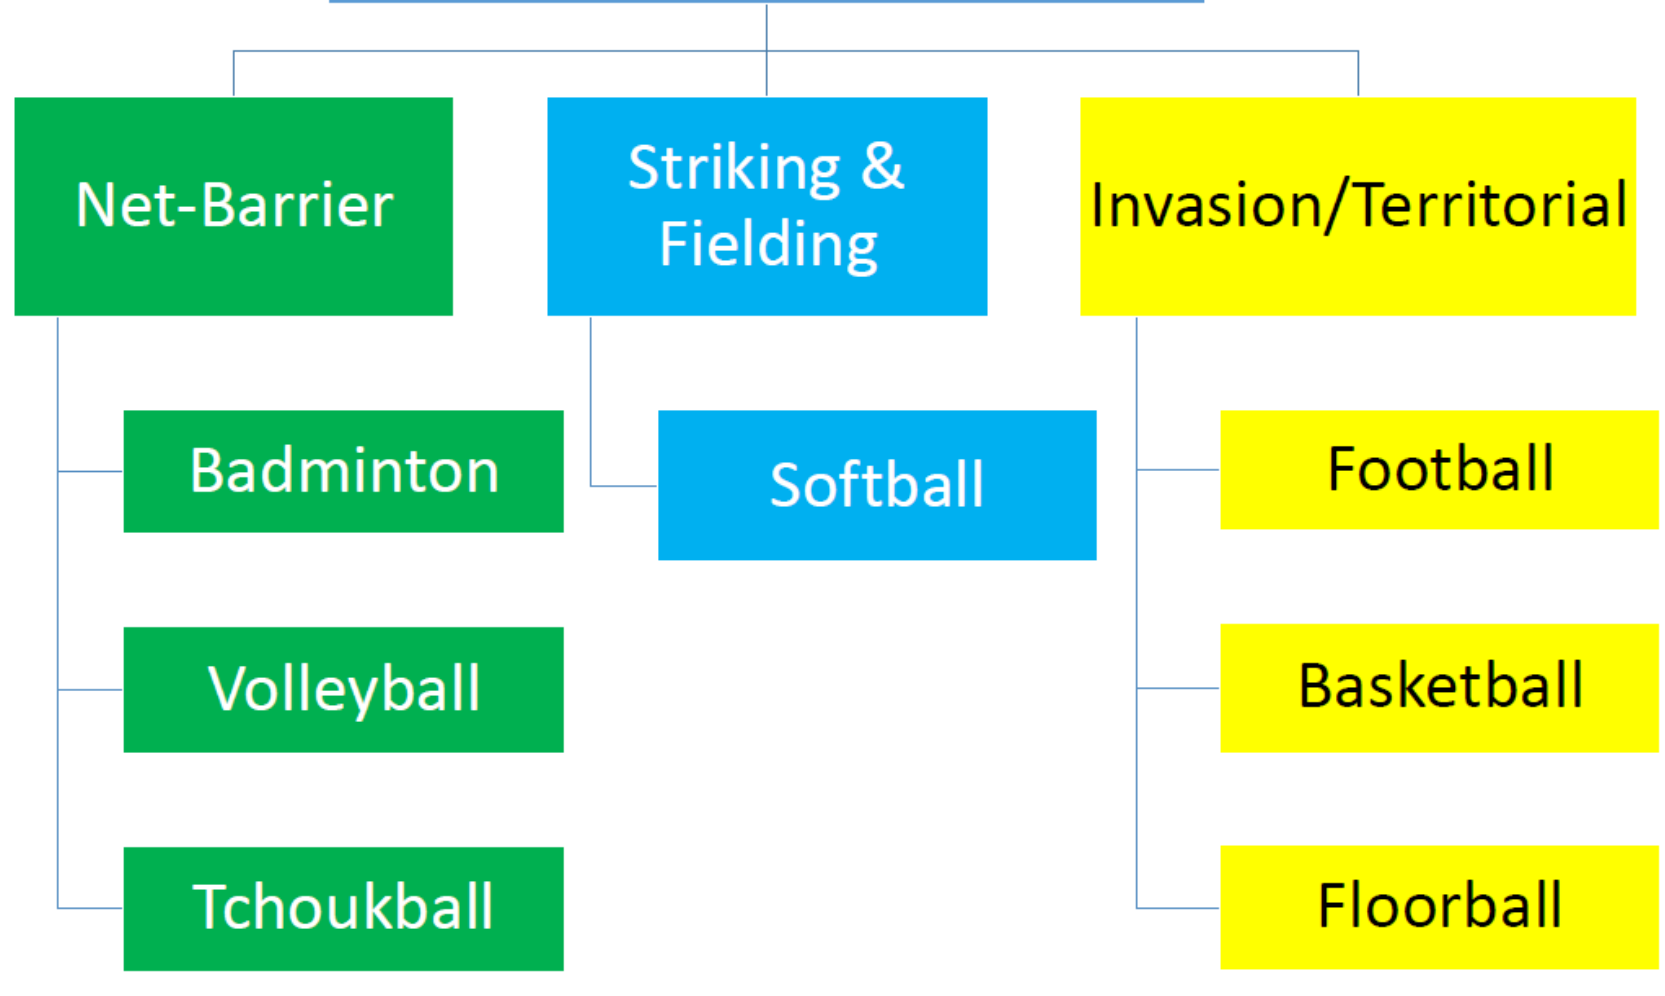 Net-Barrier
Striking &
Fielding
Invasion/Territorial
Badminton
Softball
Football
Volleyball
Basketball
Tchoukball
Floorball